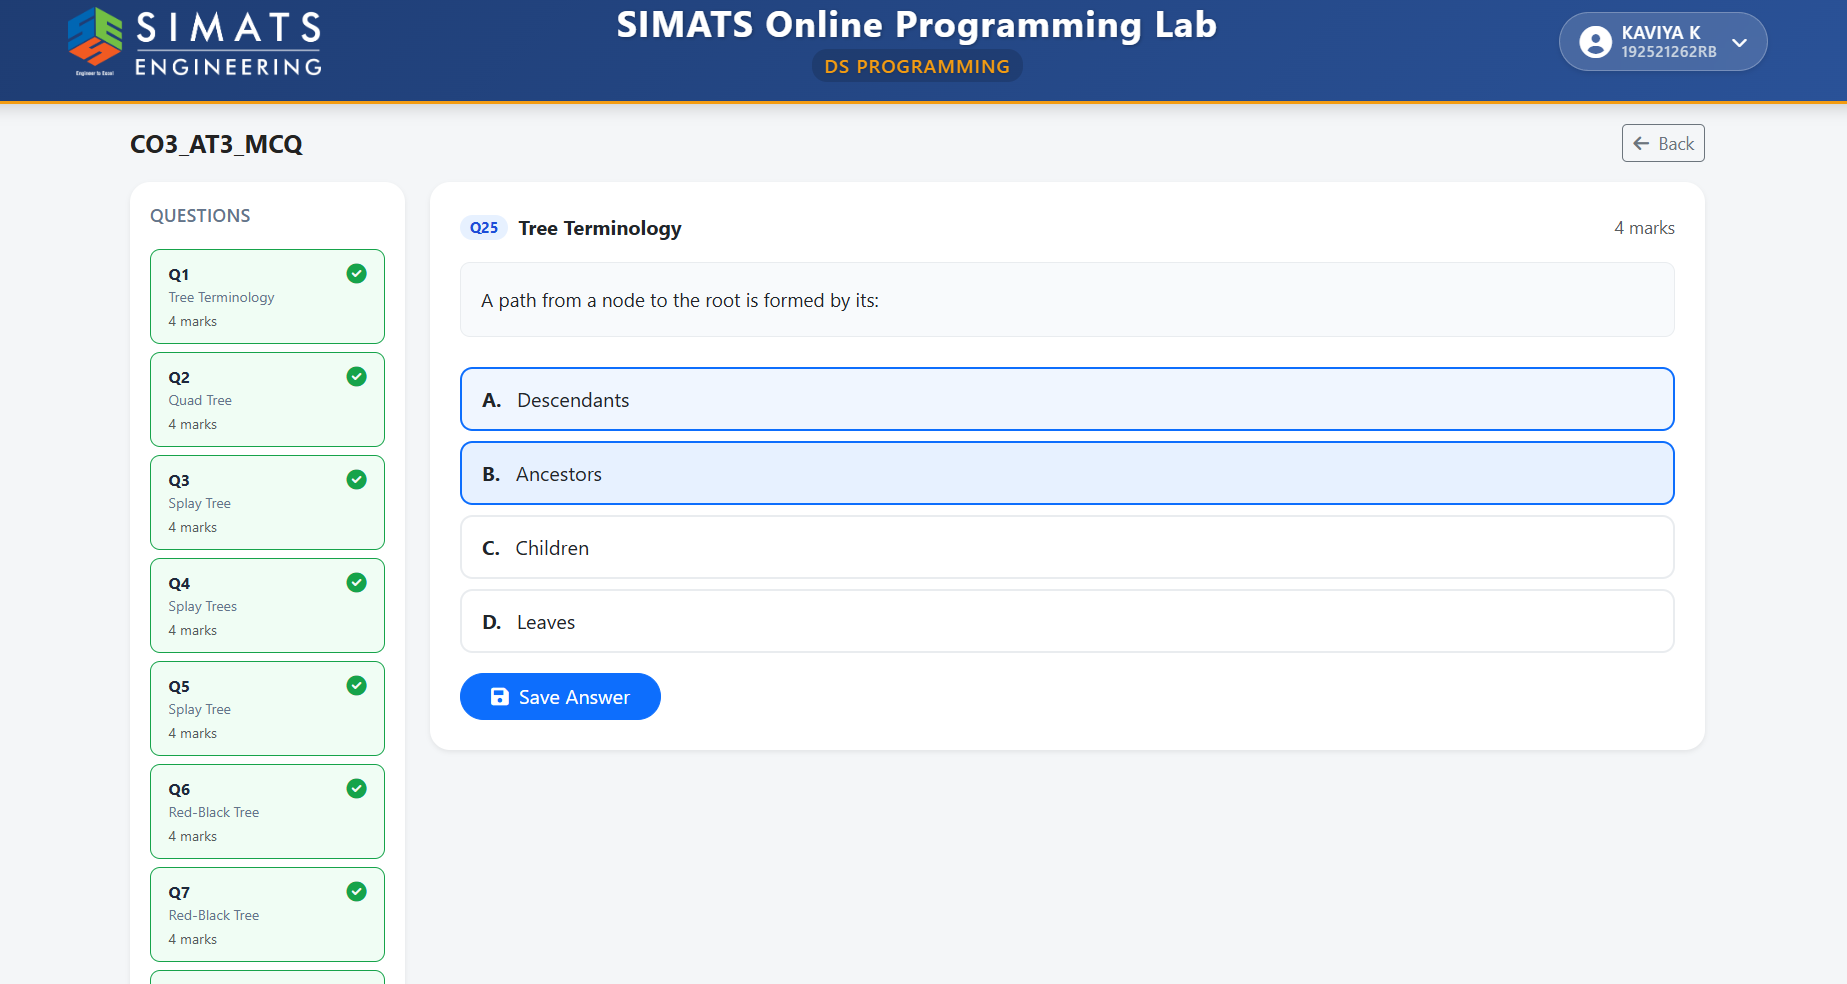 SIMATS
ENGINEERING
Engineer to Excel
SIMATS Online Programming Lab
DS PROGRAMMING
KAVIYA K
192521262RB
CO3_AT3_MCQ
Back
QUESTIONS
Q1
Tree Terminology
4 marks
Q2
Quad Tree
4 marks
Q3
Splay Tree
4 marks
Q4
Splay Trees
4 marks
Q5
Splay Tree
4 marks
Q6
Red-Black Tree
4 marks
Q7
Red-Black Tree
4 marks
Q25 Tree Terminology
4 marks
A path from a node to the root is formed by its:
A. Descendants
B. Ancestors
C. Children
D. Leaves
Save Answer